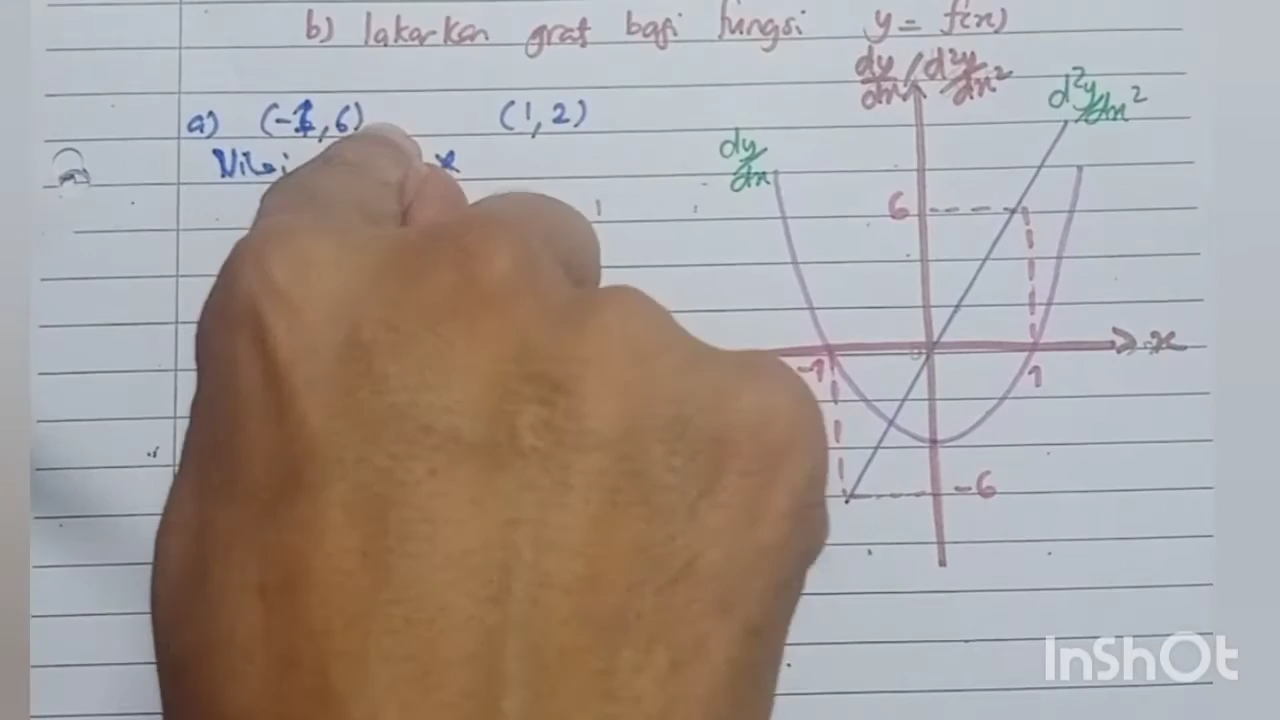 b) lakarkan graf bagi fungsi y = f(x)
dy/dx / d²y/dx²
d²y/dx²
a) (-1, 6) (1, 2)
dy/dx
Nilai x
6
x
-1 0 1
-6
InShOt